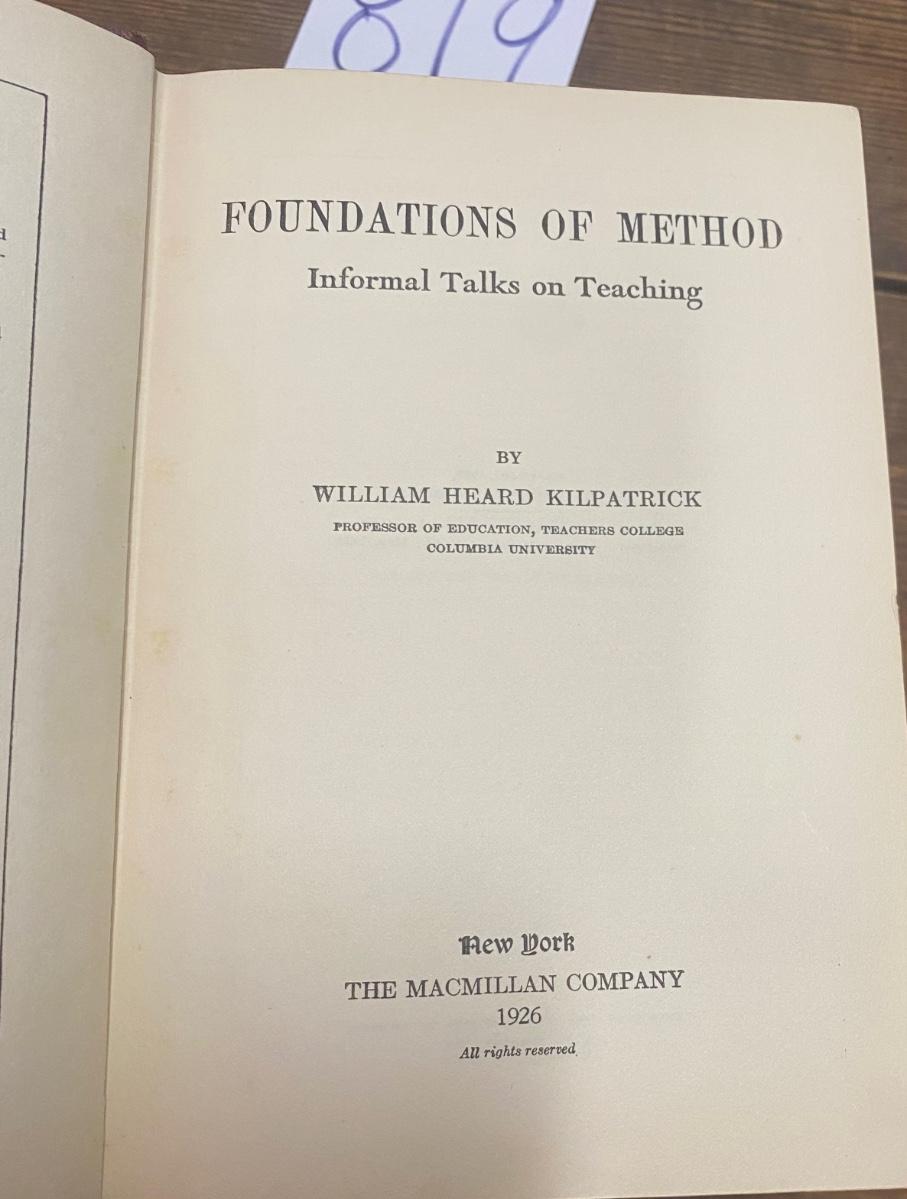 819
FOUNDATIONS OF METHOD
Informal Talks on Teaching
BY
WILLIAM HEARD KILPATRICK
PROFESSOR OF EDUCATION, TEACHERS COLLEGE
COLUMBIA UNIVERSITY
New York
THE MACMILLAN COMPANY
1926
All rights reserved